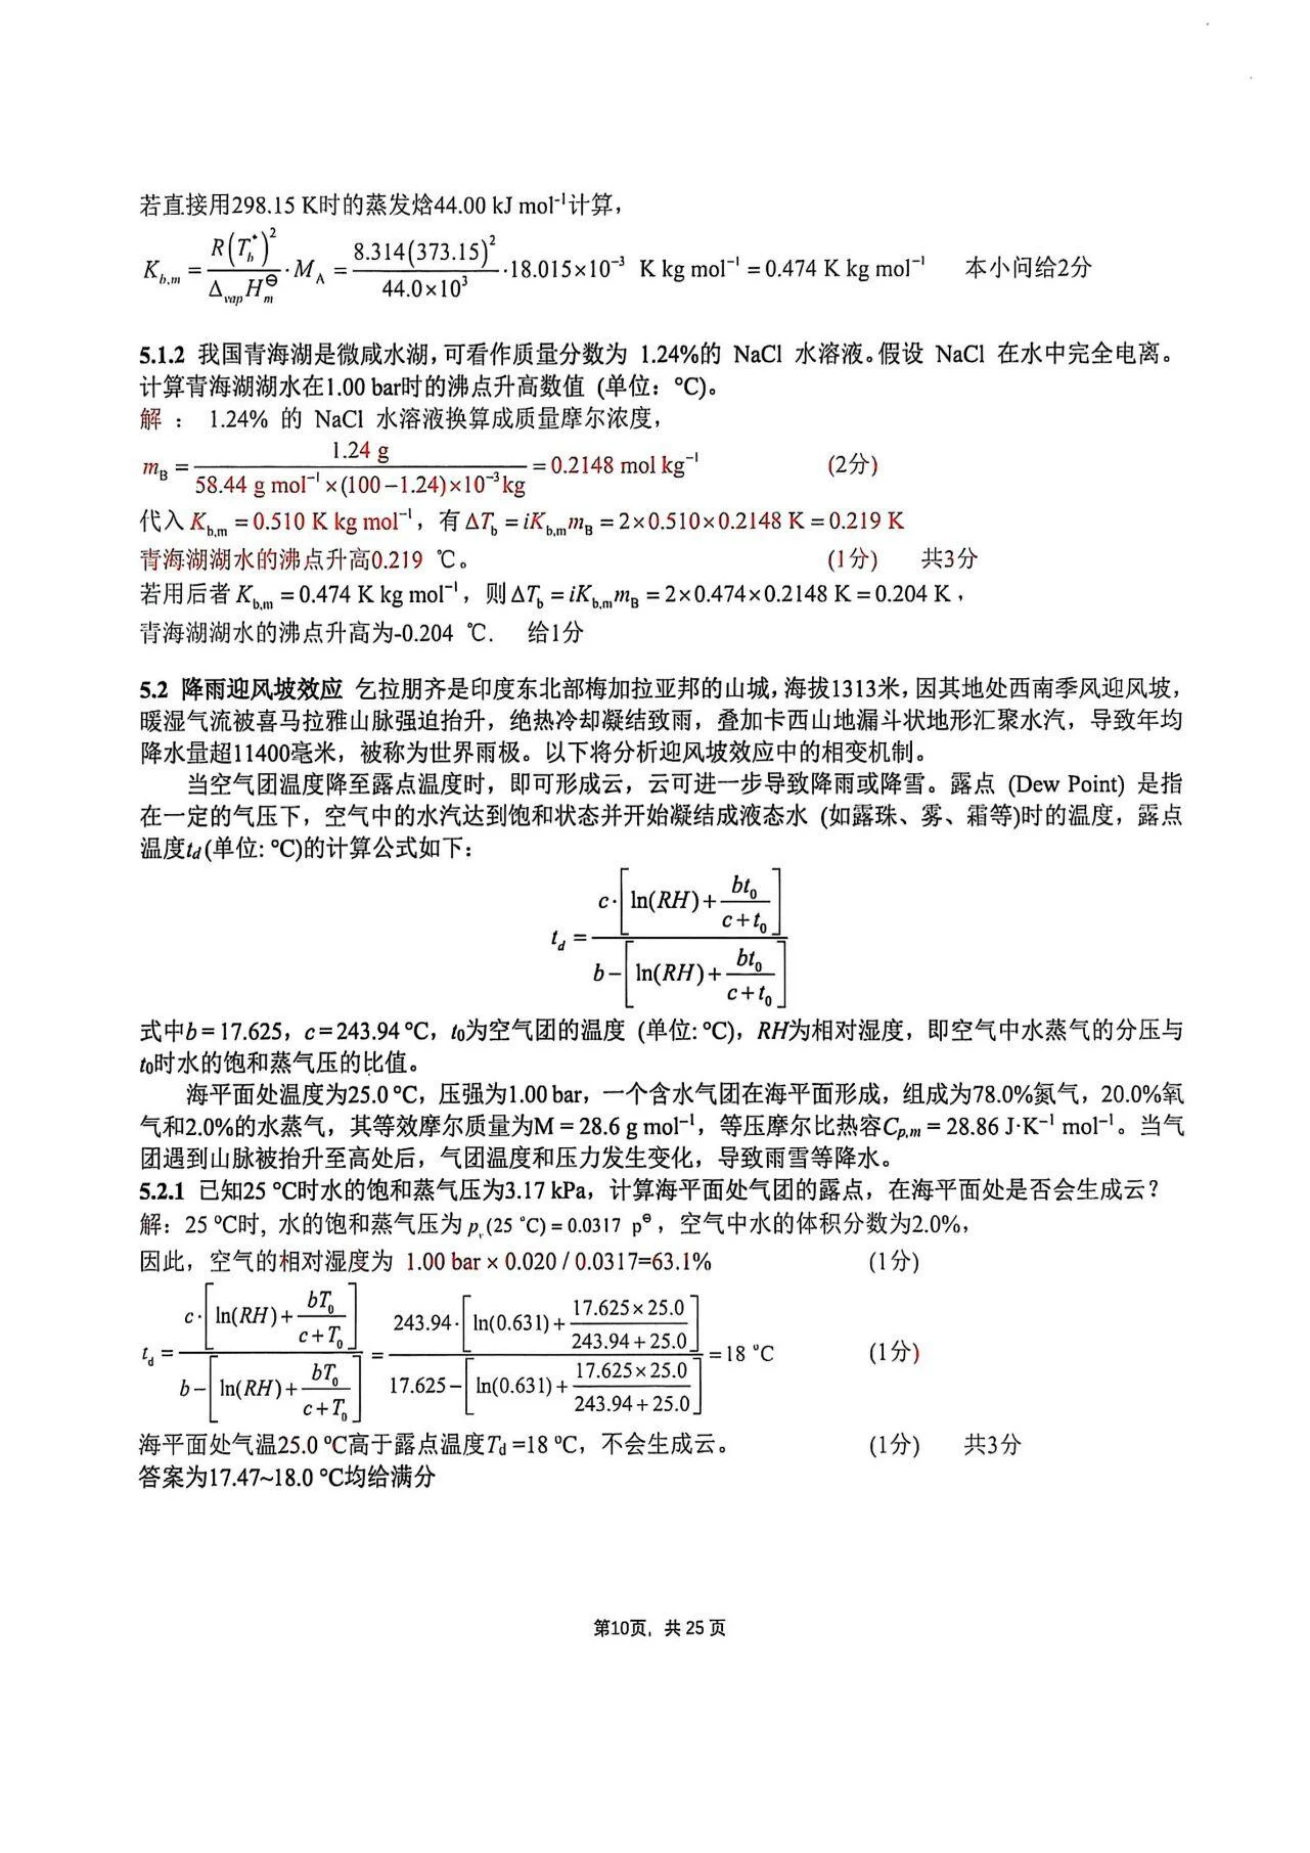 若直接用298.15 K时的蒸发焓44.00 kJ mol⁻¹计算，
K_{b,m} = \frac{R(T_b^*)^2}{Δ_{vap}H_m^⊖}·M_A = \frac{8.314(373.15)^2}{44.0×10³}·18.015×10⁻³ K kg mol⁻¹ = 0.474 K kg mol⁻¹ 本小问给2分
5.1.2 我国青海湖是微咸水湖，可看作质量分数为 1.24%的 NaCl 水溶液。假设 NaCl 在水中完全电离。
计算青海湖湖水在1.00 bar时的沸点升高数值 (单位：°C)。
解 ： 1.24% 的 NaCl 水溶液换算成质量摩尔浓度，
m_B = \frac{1.24 g}{58.44 g mol⁻¹×(100−1.24)×10⁻³kg} = 0.2148 mol kg⁻¹ (2分)
代入 K_{b,m} = 0.510 K kg mol⁻¹，有 ΔT_b = iK_{b,m}m_B = 2×0.510×0.2148 K = 0.219 K
青海湖湖水的沸点升高0.219 ℃。 (1分) 共3分
若用后者 K_{b,m} = 0.474 K kg mol⁻¹，则 ΔT_b = iK_{b,m}m_B = 2×0.474×0.2148 K = 0.204 K，
青海湖湖水的沸点升高为-0.204 ℃. 给1分
5.2 降雨迎风坡效应 乞拉朋齐是印度东北部梅加拉亚邦的山城，海拔1313米，因其地处西南季风迎风坡，
暖湿气流被喜马拉雅山脉强迫抬升，绝热冷却凝结致雨，叠加卡西山地漏斗状地形汇聚水汽，导致年均
降水量超11400毫米，被称为世界雨极。以下将分析迎风坡效应中的相变机制。
当空气团温度降至露点温度时，即可形成云，云可进一步导致降雨或降雪。露点 (Dew Point) 是指
在一定的气压下，空气中的水汽达到饱和状态并开始凝结成液态水 (如露珠、雾、霜等)时的温度，露点
温度t_d (单位: °C)的计算公式如下：
t_d = \frac{c·[ln(RH)+\frac{bt_0}{c+t_0}]}{b−[ln(RH)+\frac{bt_0}{c+t_0}]}
式中b = 17.625，c = 243.94 °C，t₀为空气团的温度 (单位: °C)，RH为相对湿度，即空气中水蒸气的分压与
t₀时水的饱和蒸气压的比值。
海平面处温度为25.0 °C，压强为1.00 bar，一个含水气团在海平面形成，组成为78.0%氮气，20.0%氧
气和2.0%的水蒸气，其等效摩尔质量为M = 28.6 g mol⁻¹，等压摩尔比热容C_{p,m} = 28.86 J·K⁻¹ mol⁻¹。当气
团遇到山脉被抬升至高处后，气团温度和压力发生变化，导致雨雪等降水。
5.2.1 已知25 °C时水的饱和蒸气压为3.17 kPa，计算海平面处气团的露点，在海平面处是否会生成云？
解：25 °C时, 水的饱和蒸气压为 p_v(25 °C) = 0.0317 p^⊖，空气中水的体积分数为2.0%，
因此，空气的相对湿度为 1.00 bar × 0.020 / 0.0317=63.1% (1分)
t_d = \frac{c·[ln(RH)+\frac{bT_0}{c+T_0}]}{b−[ln(RH)+\frac{bT_0}{c+T_0}]} = \frac{243.94·[ln(0.631)+\frac{17.625×25.0}{243.94+25.0}]}{17.625−[ln(0.631)+\frac{17.625×25.0}{243.94+25.0}]} = 18 °C (1分)
海平面处气温25.0 °C高于露点温度T_d =18 °C，不会生成云。 (1分) 共3分
答案为17.47~18.0 °C均给满分
第10页，共 25 页